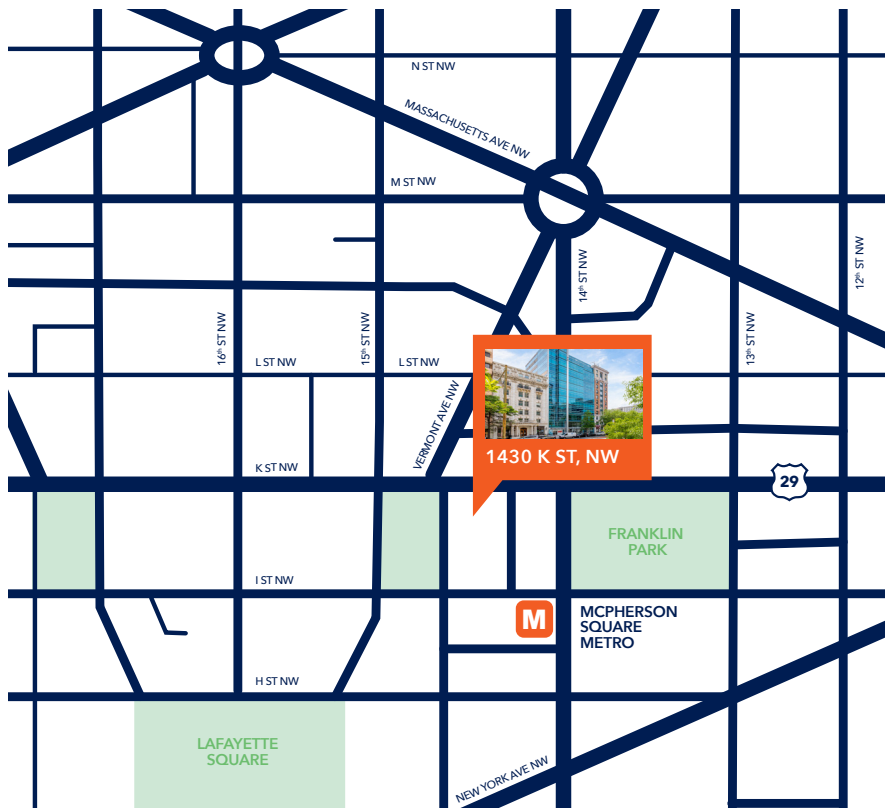 N ST NW
MASSACHUSETTS AVE NW
M ST NW
14th ST NW
12th ST NW
16th ST NW
15th ST NW
13th ST NW
L ST NW
L ST NW
VERMONT AVE NW
1430 K ST, NW
K ST NW
29
FRANKLIN
PARK
I ST NW
M
MCPHERSON
SQUARE
METRO
H ST NW
LAFAYETTE
SQUARE
NEW YORK AVE NW